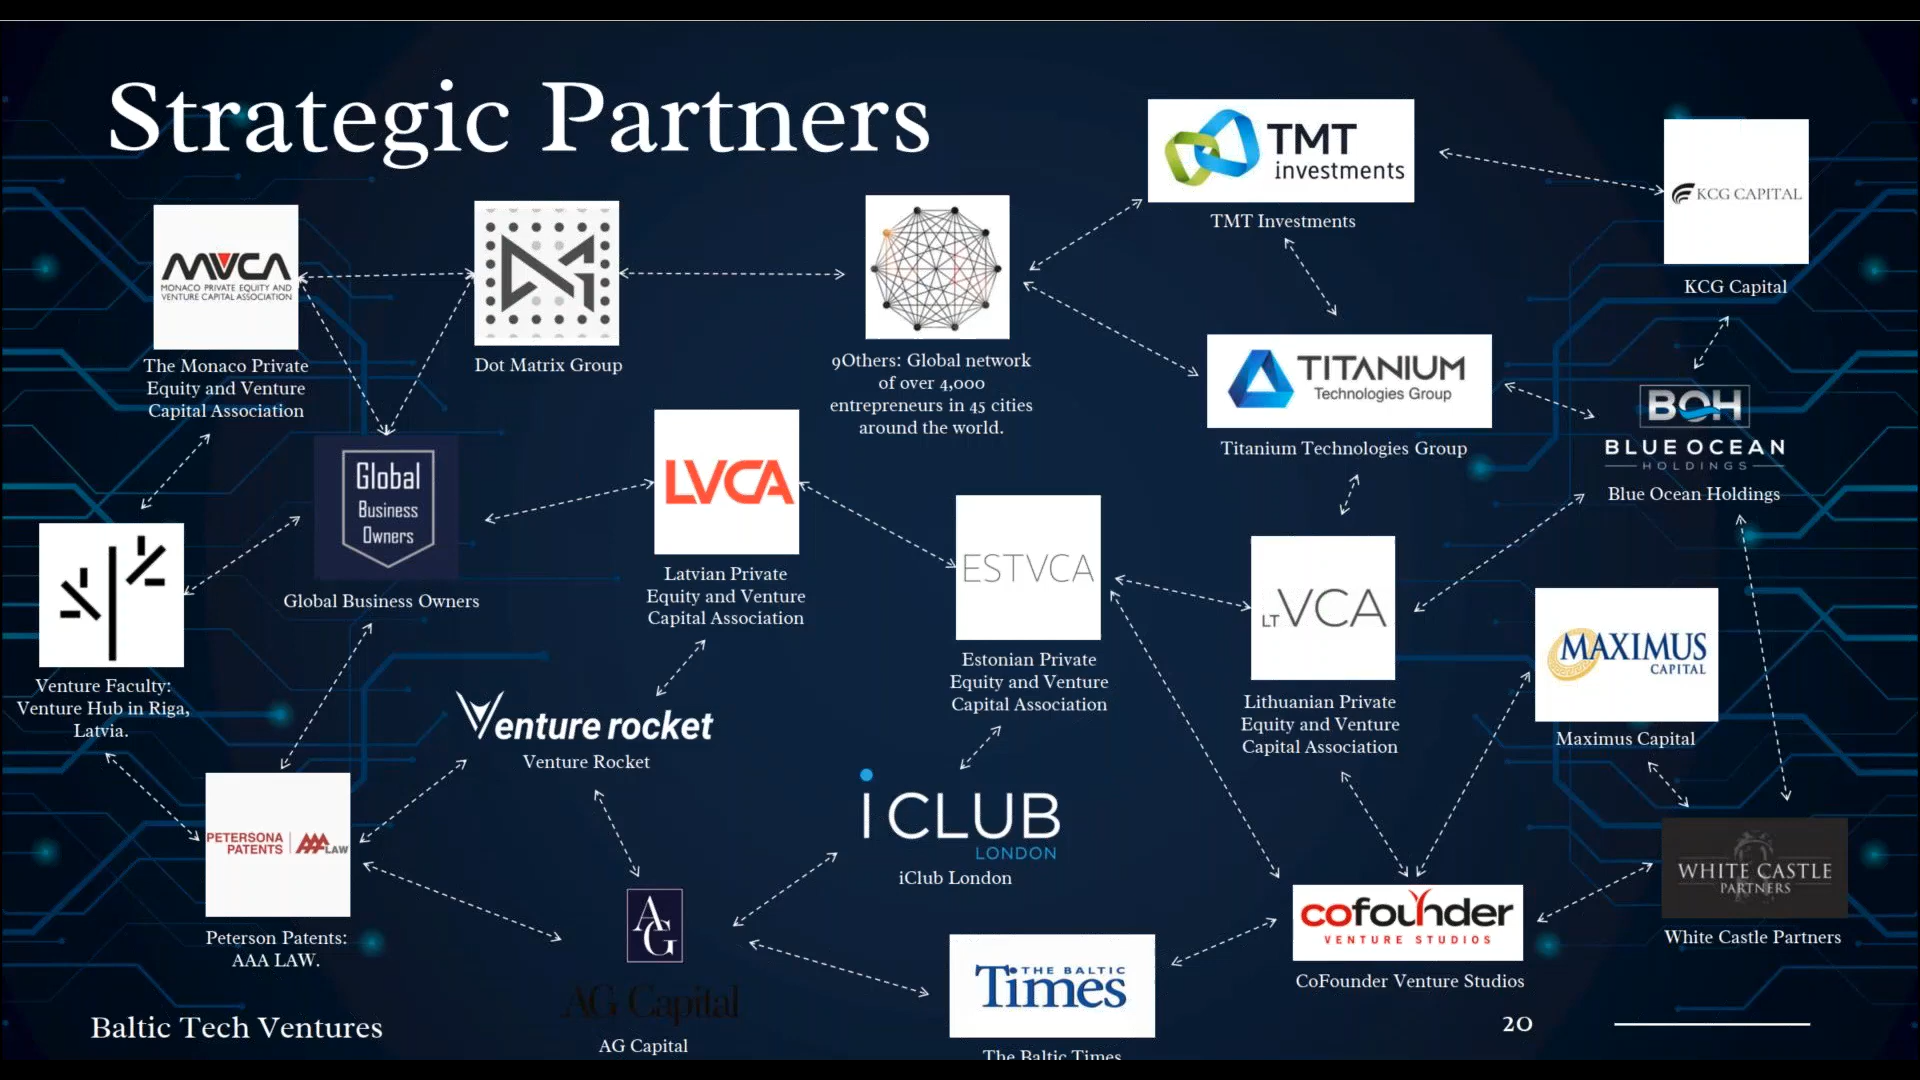 Strategic Partners
TMT
investments
TMT Investments
KCG CAPITAL
KCG Capital
MVCA
MONACO PRIVATE EQUITY AND
VENTURE CAPITAL ASSOCIATION
The Monaco Private
Equity and Venture
Capital Association
Dot Matrix Group
9Others: Global network
of over 4,000
entrepreneurs in 45 cities
around the world.
TITANIUM
Technologies Group
Titanium Technologies Group
BOH
BLUE OCEAN
HOLDINGS
Blue Ocean Holdings
Global
Business
Owners
Global Business Owners
LVCA
Latvian Private
Equity and Venture
Capital Association
ESTVCA
Estonian Private
Equity and Venture
Capital Association
LT VCA
Lithuanian Private
Equity and Venture
Capital Association
MAXIMUS
CAPITAL
Maximus Capital
Venture Faculty:
Venture Hub in Riga,
Latvia.
Venture rocket
Venture Rocket
PETERSONA
PATENTS
AAA LAW
Peterson Patents:
AAA LAW.
iCLUB
LONDON
iClub London
AG
AG Capital
AG Capital
THE BALTIC
Times
The Baltic Times
cofounder
VENTURE STUDIOS
CoFounder Venture Studios
WHITE CASTLE
PARTNERS
White Castle Partners
Baltic Tech Ventures
20